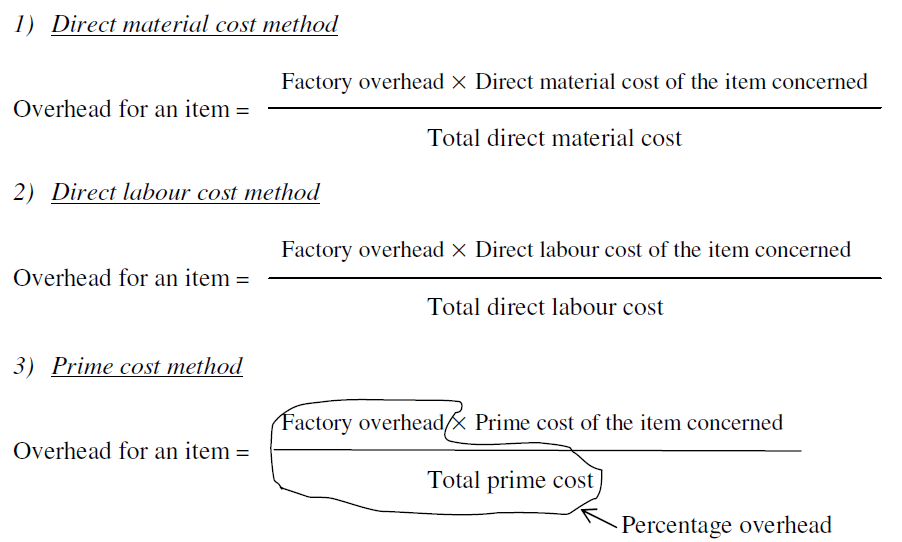 1) Direct material cost method
Factory overhead × Direct material cost of the item concerned
Overhead for an item =
Total direct material cost
2) Direct labour cost method
Factory overhead × Direct labour cost of the item concerned
Overhead for an item =
Total direct labour cost
3) Prime cost method
Factory overhead × Prime cost of the item concerned
Overhead for an item =
Total prime cost
Percentage overhead